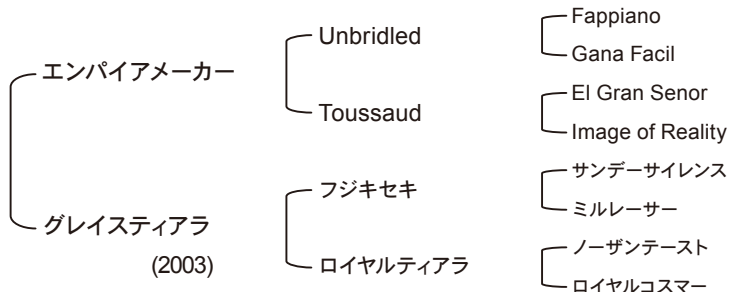 Fappiano
Unbridled
Gana Facil
エンパイアメーカー
El Gran Senor
Toussaud
Image of Reality
サンデーサイレンス
フジキセキ
ミルレーサー
グレイスティアラ
(2003)
ノーザンテースト
ロイヤルティアラ
ロイヤルコスマー